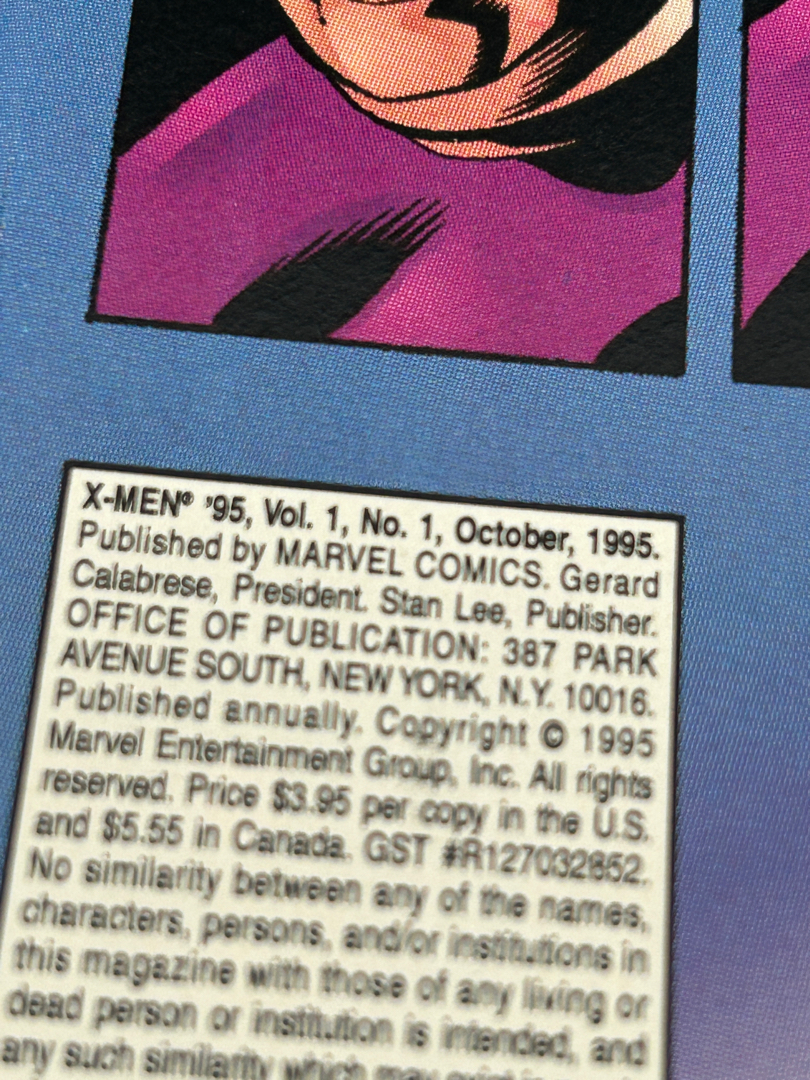 X-MEN® '95, Vol. 1, No. 1, October, 1995.
Published by MARVEL COMICS. Gerard
Calabrese, President. Stan Lee, Publisher.
OFFICE OF PUBLICATION: 387 PARK
AVENUE SOUTH, NEW YORK, N.Y. 10016.
Published annually. Copyright © 1995
Marvel Entertainment Group, Inc. All rights
reserved. Price $3.95 per copy in the U.S.
and $5.55 in Canada. GST #R127032852.
No similarity between any of the names,
characters, persons, and/or institutions in
this magazine with those of any living or
dead person or institution is intended, and
any such similarity which may exist